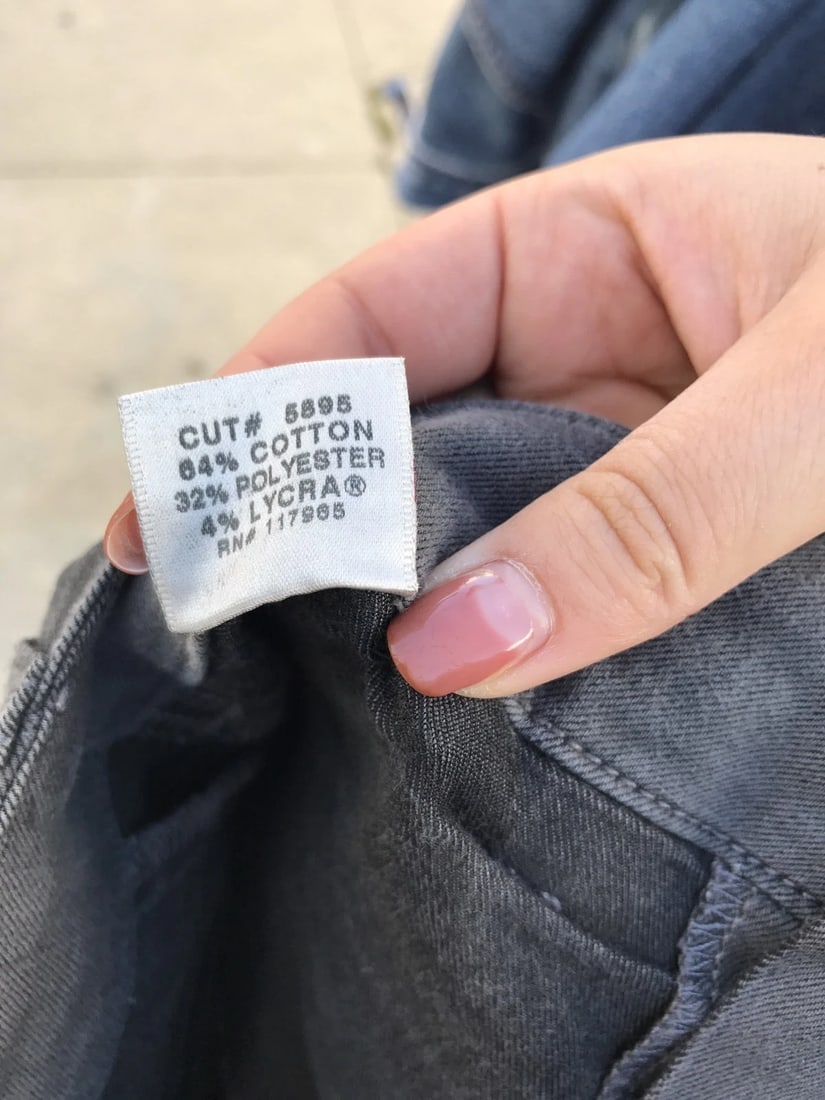 CUT# 5895
64% COTTON
32% POLYESTER
4% LYCRA®
RN# 117965